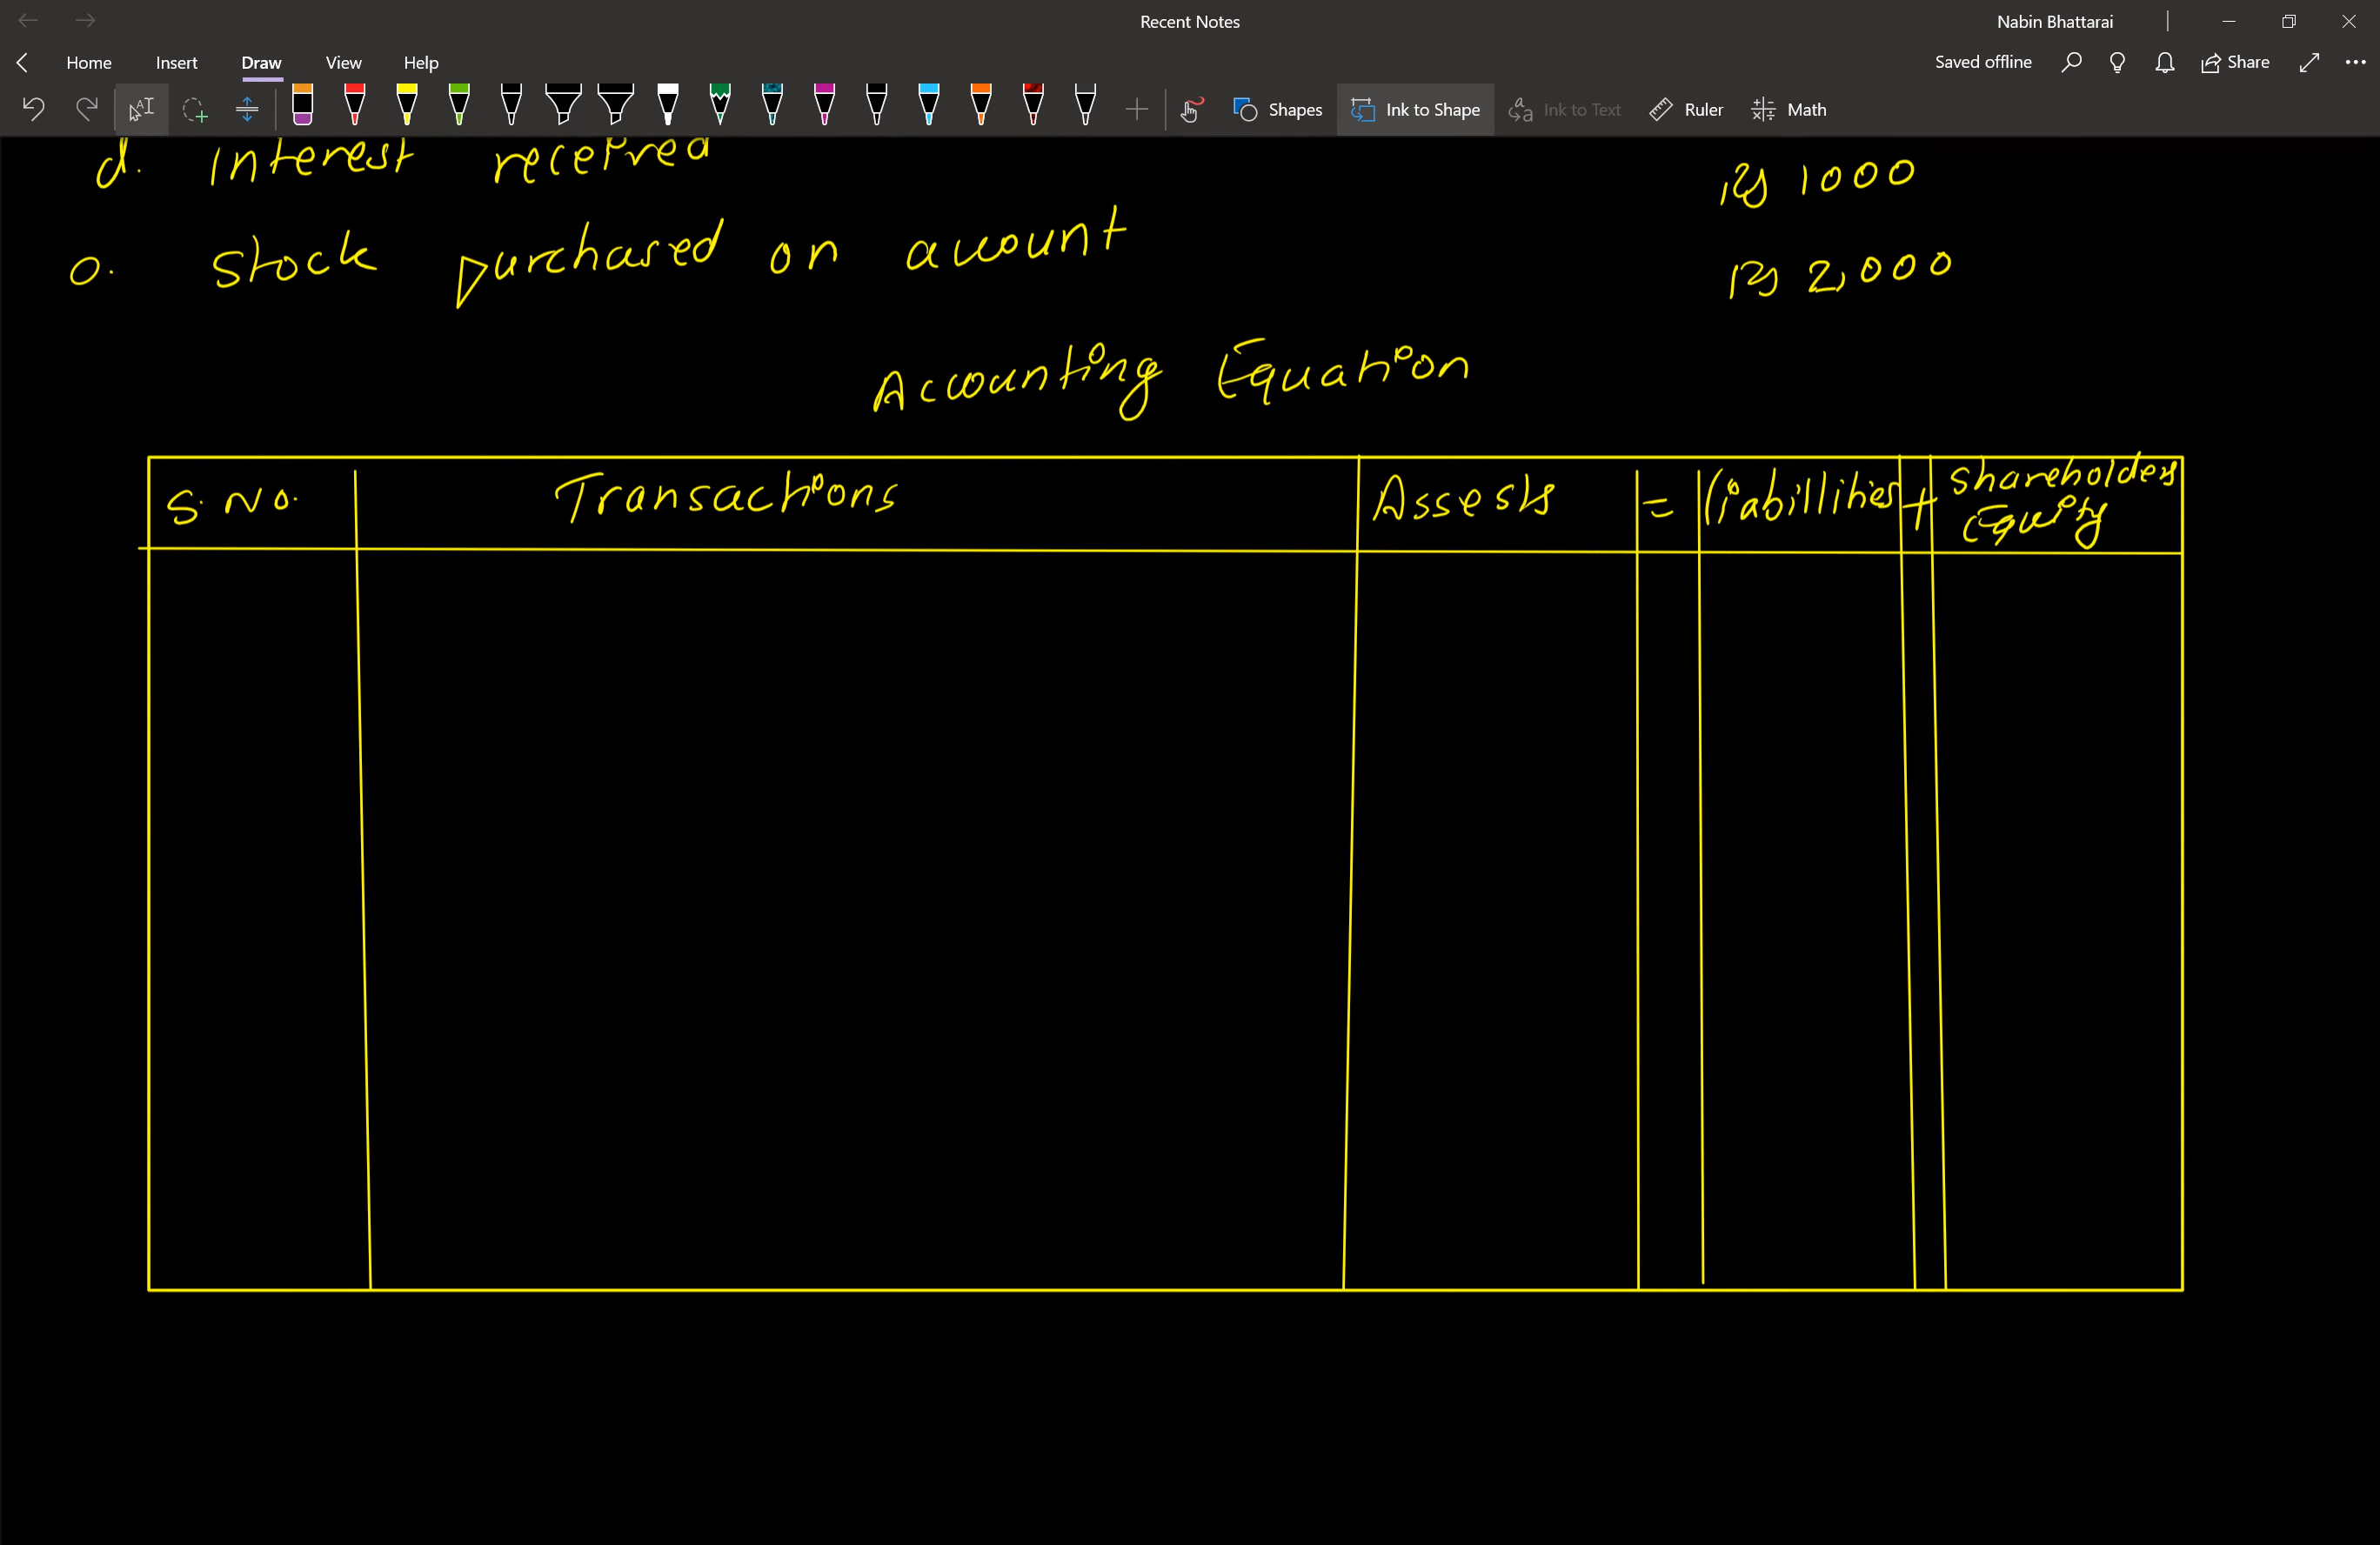 Recent Notes
Nabin Bhattarai
Home Insert Draw View Help
Saved offline
Share
Shapes Ink to Shape Ink to Text Ruler Math
d. Interest received Rs 1000
o. Stock purchased on account Rs 2,000
Accounting Equation
S. No. Transactions Assests = Liabillities + Shareholders Equity